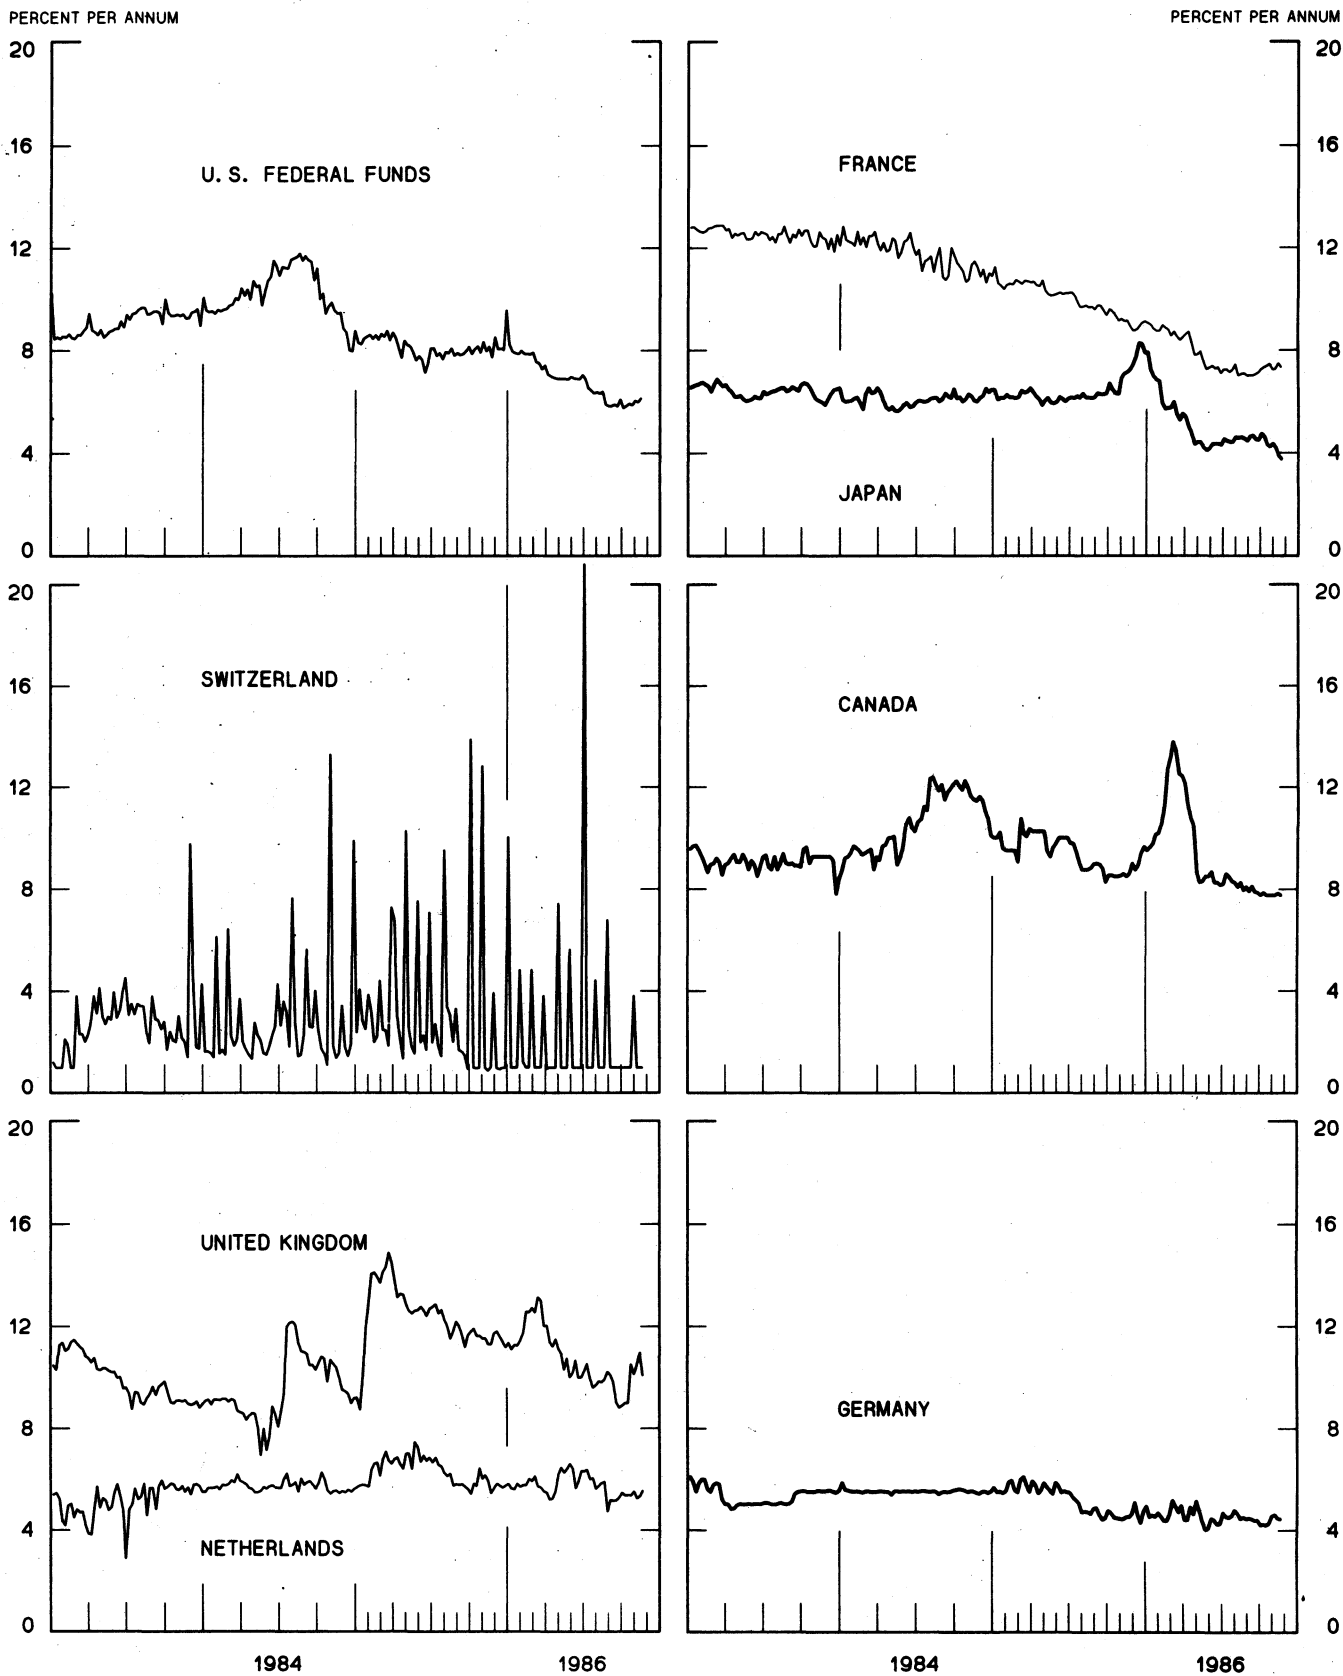 PERCENT PER ANNUM PERCENT PER ANNUM
20 20
16 16
U. S. FEDERAL FUNDS FRANCE
12 12
8 8
4 4
JAPAN
0 0
20 20
16 16
SWITZERLAND CANADA
12 12
8 8
4 4
0 0
20 20
16 16
UNITED KINGDOM
12 12
8 8
GERMANY
4 4
NETHERLANDS
0 0
1984 1986 1984 1986